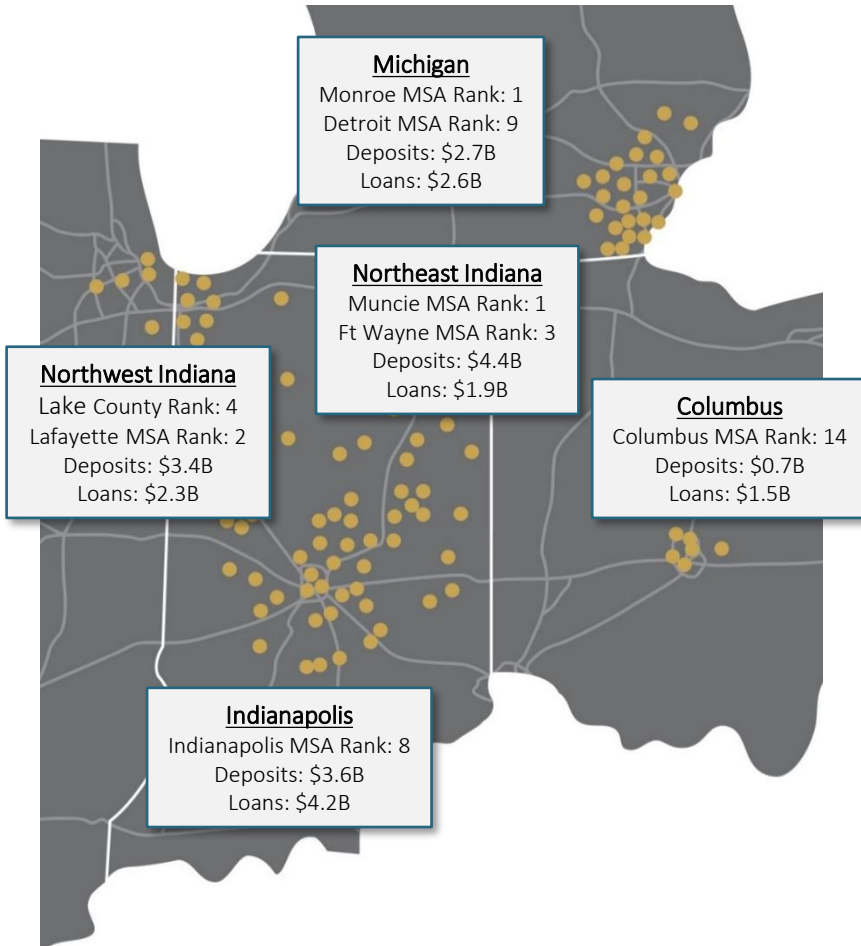 Michigan
Monroe MSA Rank: 1
Detroit MSA Rank: 9
Deposits: $2.7B
Loans: $2.6B
Northeast Indiana
Muncie MSA Rank: 1
Ft Wayne MSA Rank: 3
Deposits: $4.4B
Loans: $1.9B
Northwest Indiana
Lake County Rank: 4
Lafayette MSA Rank: 2
Deposits: $3.4B
Loans: $2.3B
Columbus
Columbus MSA Rank: 14
Deposits: $0.7B
Loans: $1.5B
Indianapolis
Indianapolis MSA Rank: 8
Deposits: $3.6B
Loans: $4.2B